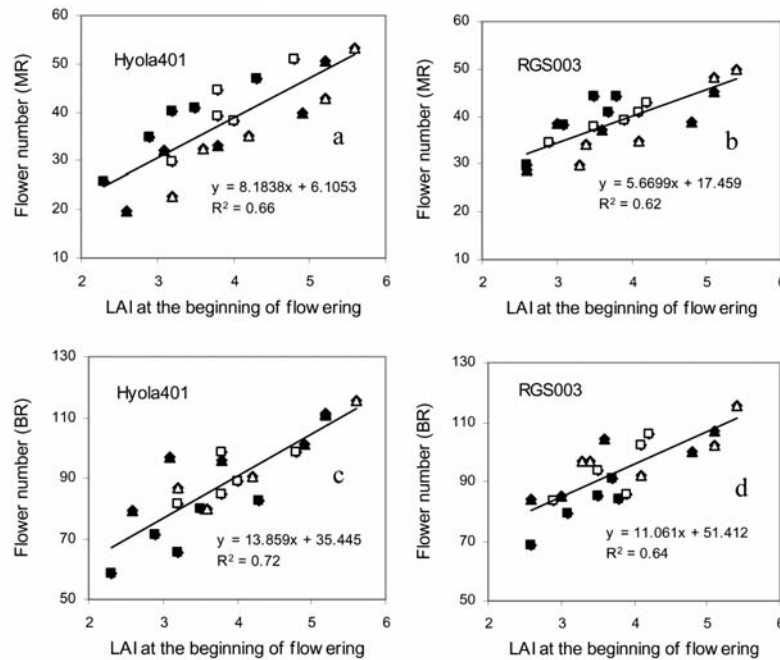 Hyola401
Flower number (MR)
60
50
40
30
20
10
a
y = 8.1838x + 6.1053
R² = 0.66
2 3 4 5 6
LAI at the beginning of flowering
RGS003
Flower number (MR)
60
50
40
30
20
10
b
y = 5.6699x + 17.459
R² = 0.62
2 3 4 5 6
LAI at the beginning of flowering
Hyola401
Flower number (BR)
130
110
90
70
50
c
y = 13.859x + 35.445
R² = 0.72
2 3 4 5 6
LAI at the beginning of flowering
RGS003
Flower number (BR)
130
110
90
70
50
d
y = 11.061x + 51.412
R² = 0.64
2 3 4 5 6
LAI at the beginning of flowering